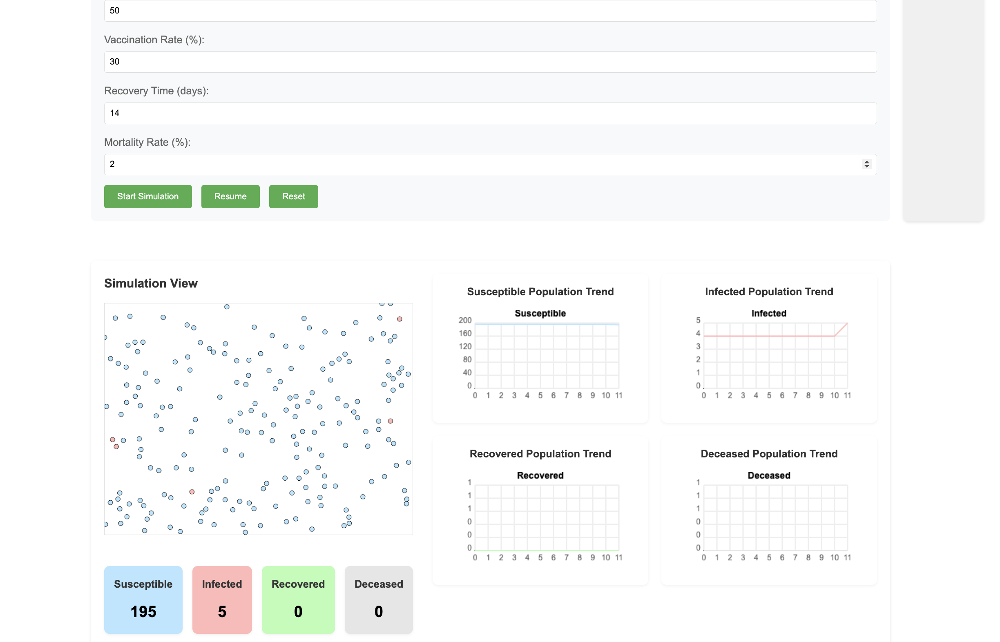 50
Vaccination Rate (%):
30
Recovery Time (days):
14
Mortality Rate (%):
2
Start Simulation Resume Reset
Simulation View
Susceptible Population Trend
Susceptible
200
160
120
80
40
0
0 1 2 3 4 5 6 7 8 9 10 11
Infected Population Trend
Infected
5
4
3
2
1
0
0 1 2 3 4 5 6 7 8 9 10 11
Recovered Population Trend
Recovered
1
1
1
0
0
0
0 1 2 3 4 5 6 7 8 9 10 11
Deceased Population Trend
Deceased
1
1
1
0
0
0
0 1 2 3 4 5 6 7 8 9 10 11
Susceptible
195
Infected
5
Recovered
0
Deceased
0